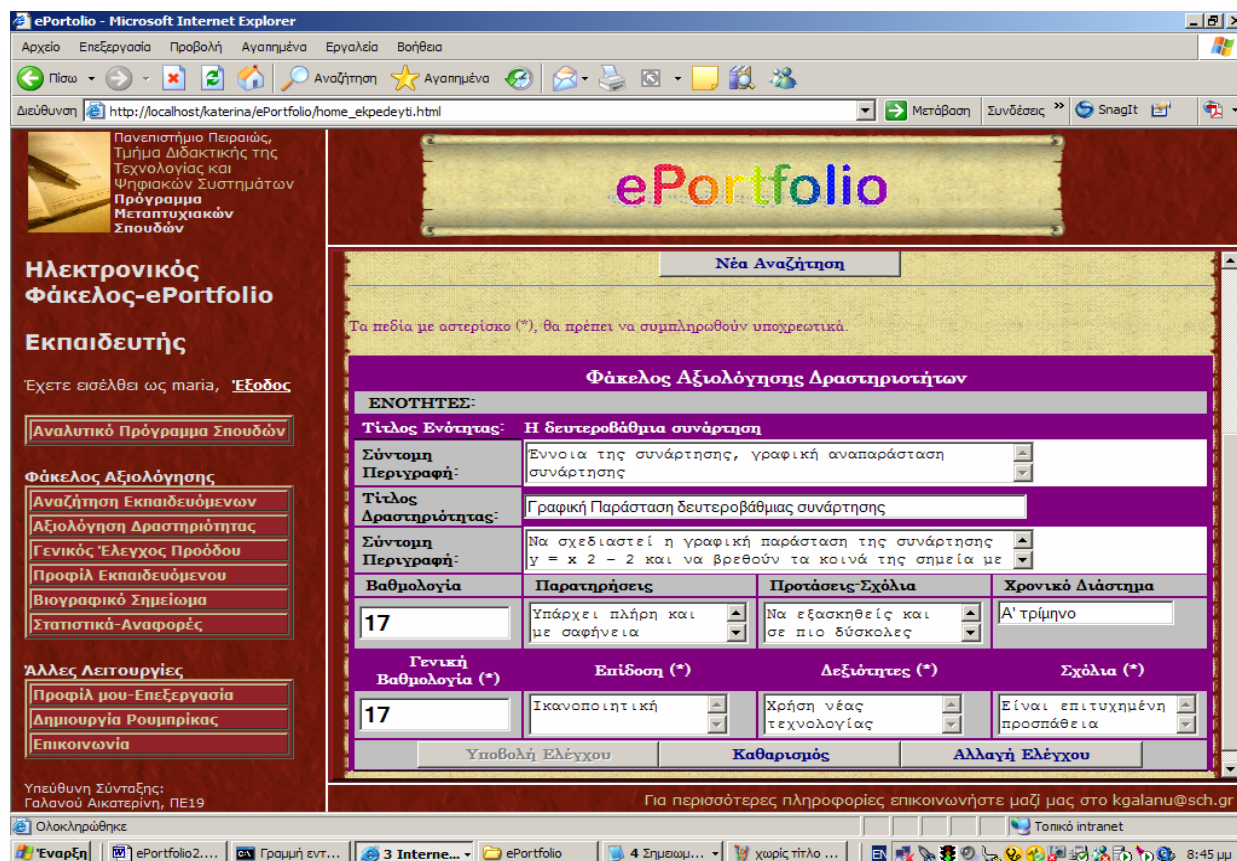 ePortolio - Microsoft Internet Explorer
Αρχείο Επεξεργασία Προβολή Αγαπημένα Εργαλεία Βοήθεια
Πίσω Αναζήτηση Αγαπημένα
Διεύθυνση http://localhost/katerina/ePortfolio/home_ekpedeyti.html Μετάβαση Συνδέσεις » SnagIt
Πανεπιστήμιο Πειραιώς,
Τμήμα Διδακτικής της
Τεχνολογίας και
Ψηφιακών Συστημάτων
Πρόγραμμα
Μεταπτυχιακών
Σπουδών
ePortfolio
Ηλεκτρονικός
Φάκελος-ePortfolio
Εκπαιδευτής
Έχετε εισέλθει ως maria, Έξοδος
Αναλυτικό Πρόγραμμα Σπουδών
Φάκελος Αξιολόγησης
Αναζήτηση Εκπαιδευόμενων
Αξιολόγηση Δραστηριότητας
Γενικός Έλεγχος Προόδου
Προφίλ Εκπαιδευόμενου
Βιογραφικό Σημείωμα
Στατιστικά-Αναφορές
Άλλες Λειτουργίες
Προφίλ μου-Επεξεργασία
Δημιουργία Ρουμπρίκας
Επικοινωνία
Υπεύθυνη Σύνταξης:
Γαλανού Αικατερίνη, ΠΕ19
Νέα Αναζήτηση
Τα πεδία με αστερίσκο (*), θα πρέπει να συμπληρωθούν υποχρεωτικά.
Φάκελος Αξιολόγησης Δραστηριοτήτων
ΕΝΟΤΗΤΕΣ:
Τίτλος Ενότητας: Η δευτεροβάθμια συνάρτηση
Σύντομη Περιγραφή:
Έννοια της συνάρτησης, γραφική αναπαράσταση
συνάρτησης
Τίτλος Δραστηριότητας:
Γραφική Παράσταση δευτεροβάθμιας συνάρτησης
Σύντομη Περιγραφή:
Να σχεδιαστεί η γραφική παράσταση της συνάρτησης
y = x 2 – 2 και να βρεθούν τα κοινά της σημεία με
Βαθμολογία Παρατηρήσεις Προτάσεις-Σχόλια Χρονικό Διάστημα
17
Υπάρχει πλήρη και
με σαφήνεια
Να εξασκηθείς και
σε πιο δύσκολες
Α' τρίμηνο
Γενική Βαθμολογία (*) Επίδοση (*) Δεξιότητες (*) Σχόλια (*)
17
Ικανοποιητική
Χρήση νέας
τεχνολογίας
Είναι επιτυχημένη
προσπάθεια
Υποβολή Ελέγχου Καθαρισμός Αλλαγή Ελέγχου
Για περισσότερες πληροφορίες επικοινωνήστε μαζί μας στο kgalanu@sch.gr
Ολοκληρώθηκε Τοπικό intranet
Έναρξη ePortfolio2.... Γραμμή εντ... 3 Interne... ePortfolio 4 Σημειωμ... χωρίς τίτλο ... EN 8:45 μμ